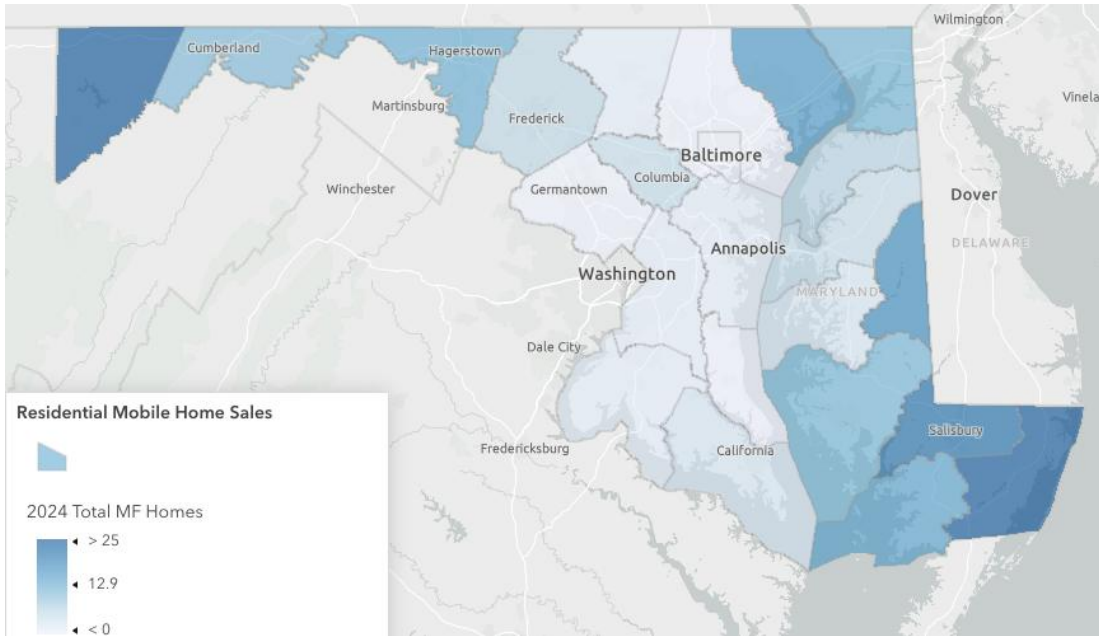 Wilmington
Cumberland
Hagerstown
Vinela
Martinsburg
Frederick
Baltimore
Columbia
Winchester
Germantown
Dover
Annapolis
DELAWARE
Washington
MARYLAND
Dale City
Residential Mobile Home Sales
Salisbury
Fredericksburg
California
2024 Total MF Homes
> 25
12.9
< 0